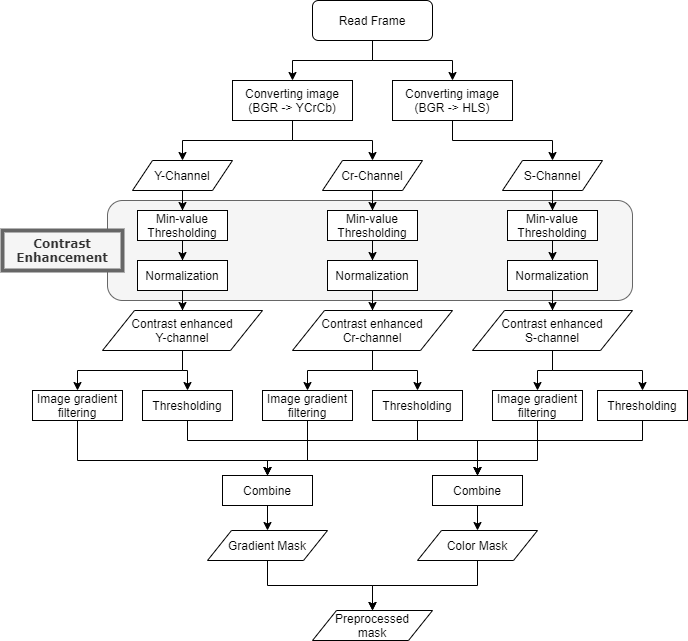 Read Frame
Converting image
(BGR -> YCrCb)
Converting image
(BGR -> HLS)
Y-Channel
Cr-Channel
S-Channel
Contrast
Enhancement
Min-value
Thresholding
Min-value
Thresholding
Min-value
Thresholding
Normalization
Normalization
Normalization
Contrast enhanced
Y-channel
Contrast enhanced
Cr-channel
Contrast enhanced
S-channel
Image gradient
filtering
Thresholding
Image gradient
filtering
Thresholding
Image gradient
filtering
Thresholding
Combine
Combine
Gradient Mask
Color Mask
Preprocessed
mask